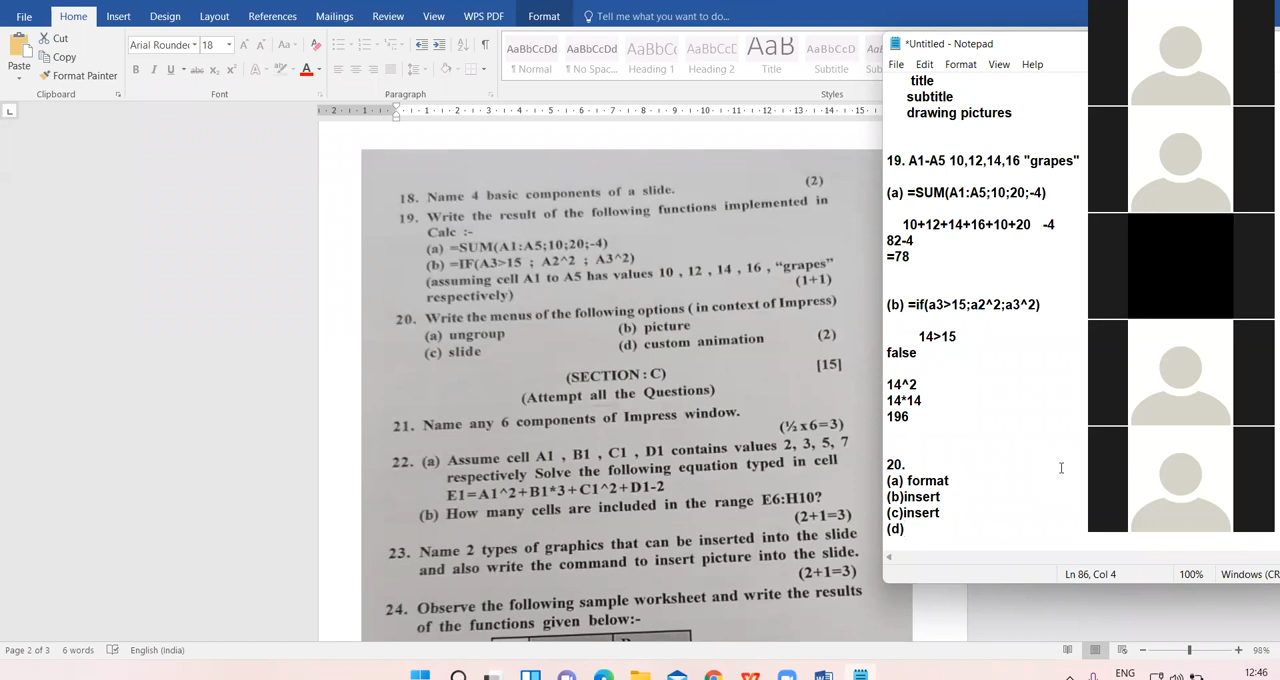 File Home Insert Design Layout References Mailings Review View WPS PDF Format Tell me what you want to do...
Paste
Cut
Copy
Format Painter
Clipboard
Arial Rounde 18
Font
Paragraph
AaBbCcDd AaBbCcDd AaBbC AaBbCcD AaB AaBbCcD
¶ Normal ¶ No Spac... Heading 1 Heading 2 Title Subtitle
Styles
18. Name 4 basic components of a slide. (2)
19. Write the result of the following functions implemented in
Calc :-
(a) =SUM(A1:A5;10;20;-4)
(b) =IF(A3>15 ; A2^2 ; A3^2)
(assuming cell A1 to A5 has values 10 , 12 , 14 , 16 , “grapes”
respectively) (1+1)
20. Write the menus of the following options ( in context of Impress)
(a) ungroup (b) picture
(c) slide (d) custom animation (2)
(SECTION : C) [15]
(Attempt all the Questions)
21. Name any 6 components of Impress window.
(½x6=3)
22. (a) Assume cell A1 , B1 , C1 , D1 contains values 2, 3, 5, 7
respectively Solve the following equation typed in cell
E1=A1^2+B1*3+C1^2+D1-2
(b) How many cells are included in the range E6:H10?
(2+1=3)
23. Name 2 types of graphics that can be inserted into the slide
and also write the command to insert picture into the slide.
(2+1=3)
24. Observe the following sample worksheet and write the results
of the functions given below:-
*Untitled - Notepad
File Edit Format View Help
title
subtitle
drawing pictures
19. A1-A5 10,12,14,16 "grapes"
(a) =SUM(A1:A5;10;20;-4)
10+12+14+16+10+20 -4
82-4
=78
(b) =if(a3>15;a2^2;a3^2)
14>15
false
14^2
14*14
196
20.
(a) format
(b)insert
(c)insert
(d)
Ln 86, Col 4 100% Windows (CR
Page 2 of 3 6 words English (India) 98%
ENG 12:46